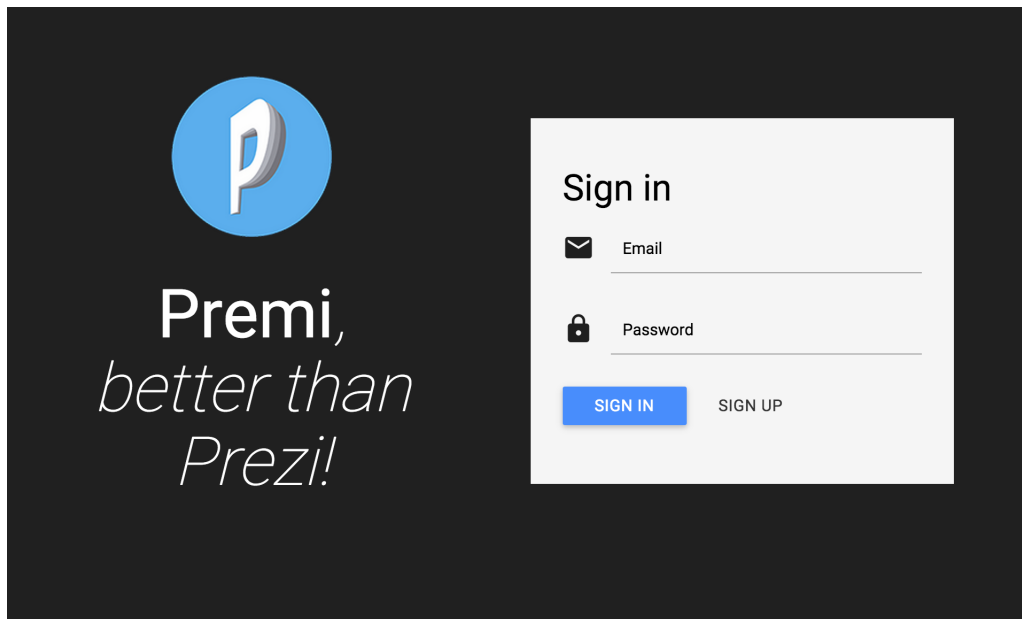 P
Premi,
better than
Prezi!
Sign in
Email
Password
SIGN IN
SIGN UP